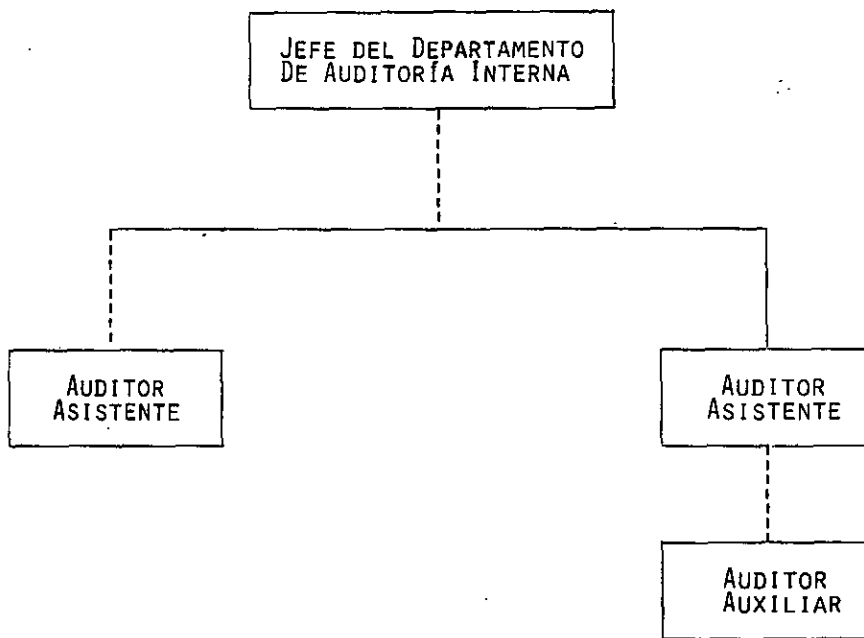 JEFE DEL DEPARTAMENTO
DE AUDITORÍA INTERNA
AUDITOR
ASISTENTE
AUDITOR
ASISTENTE
AUDITOR
AUXILIAR